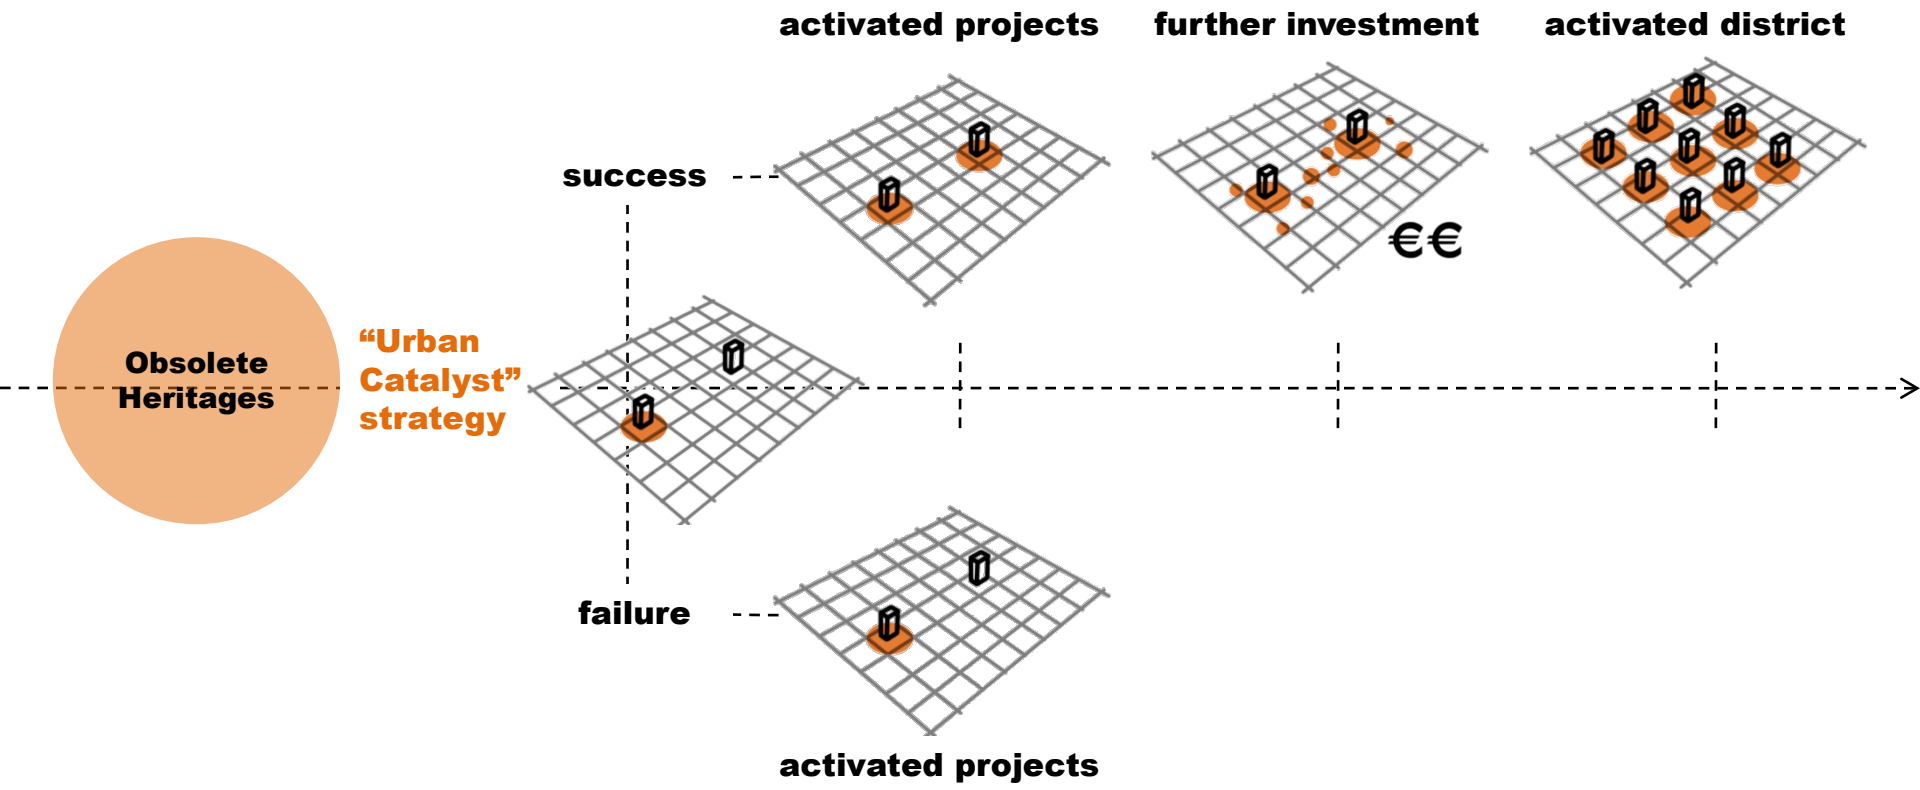 activated projects
further investment
activated district
success
€€
Obsolete
Heritages
“Urban
Catalyst”
strategy
failure
activated projects